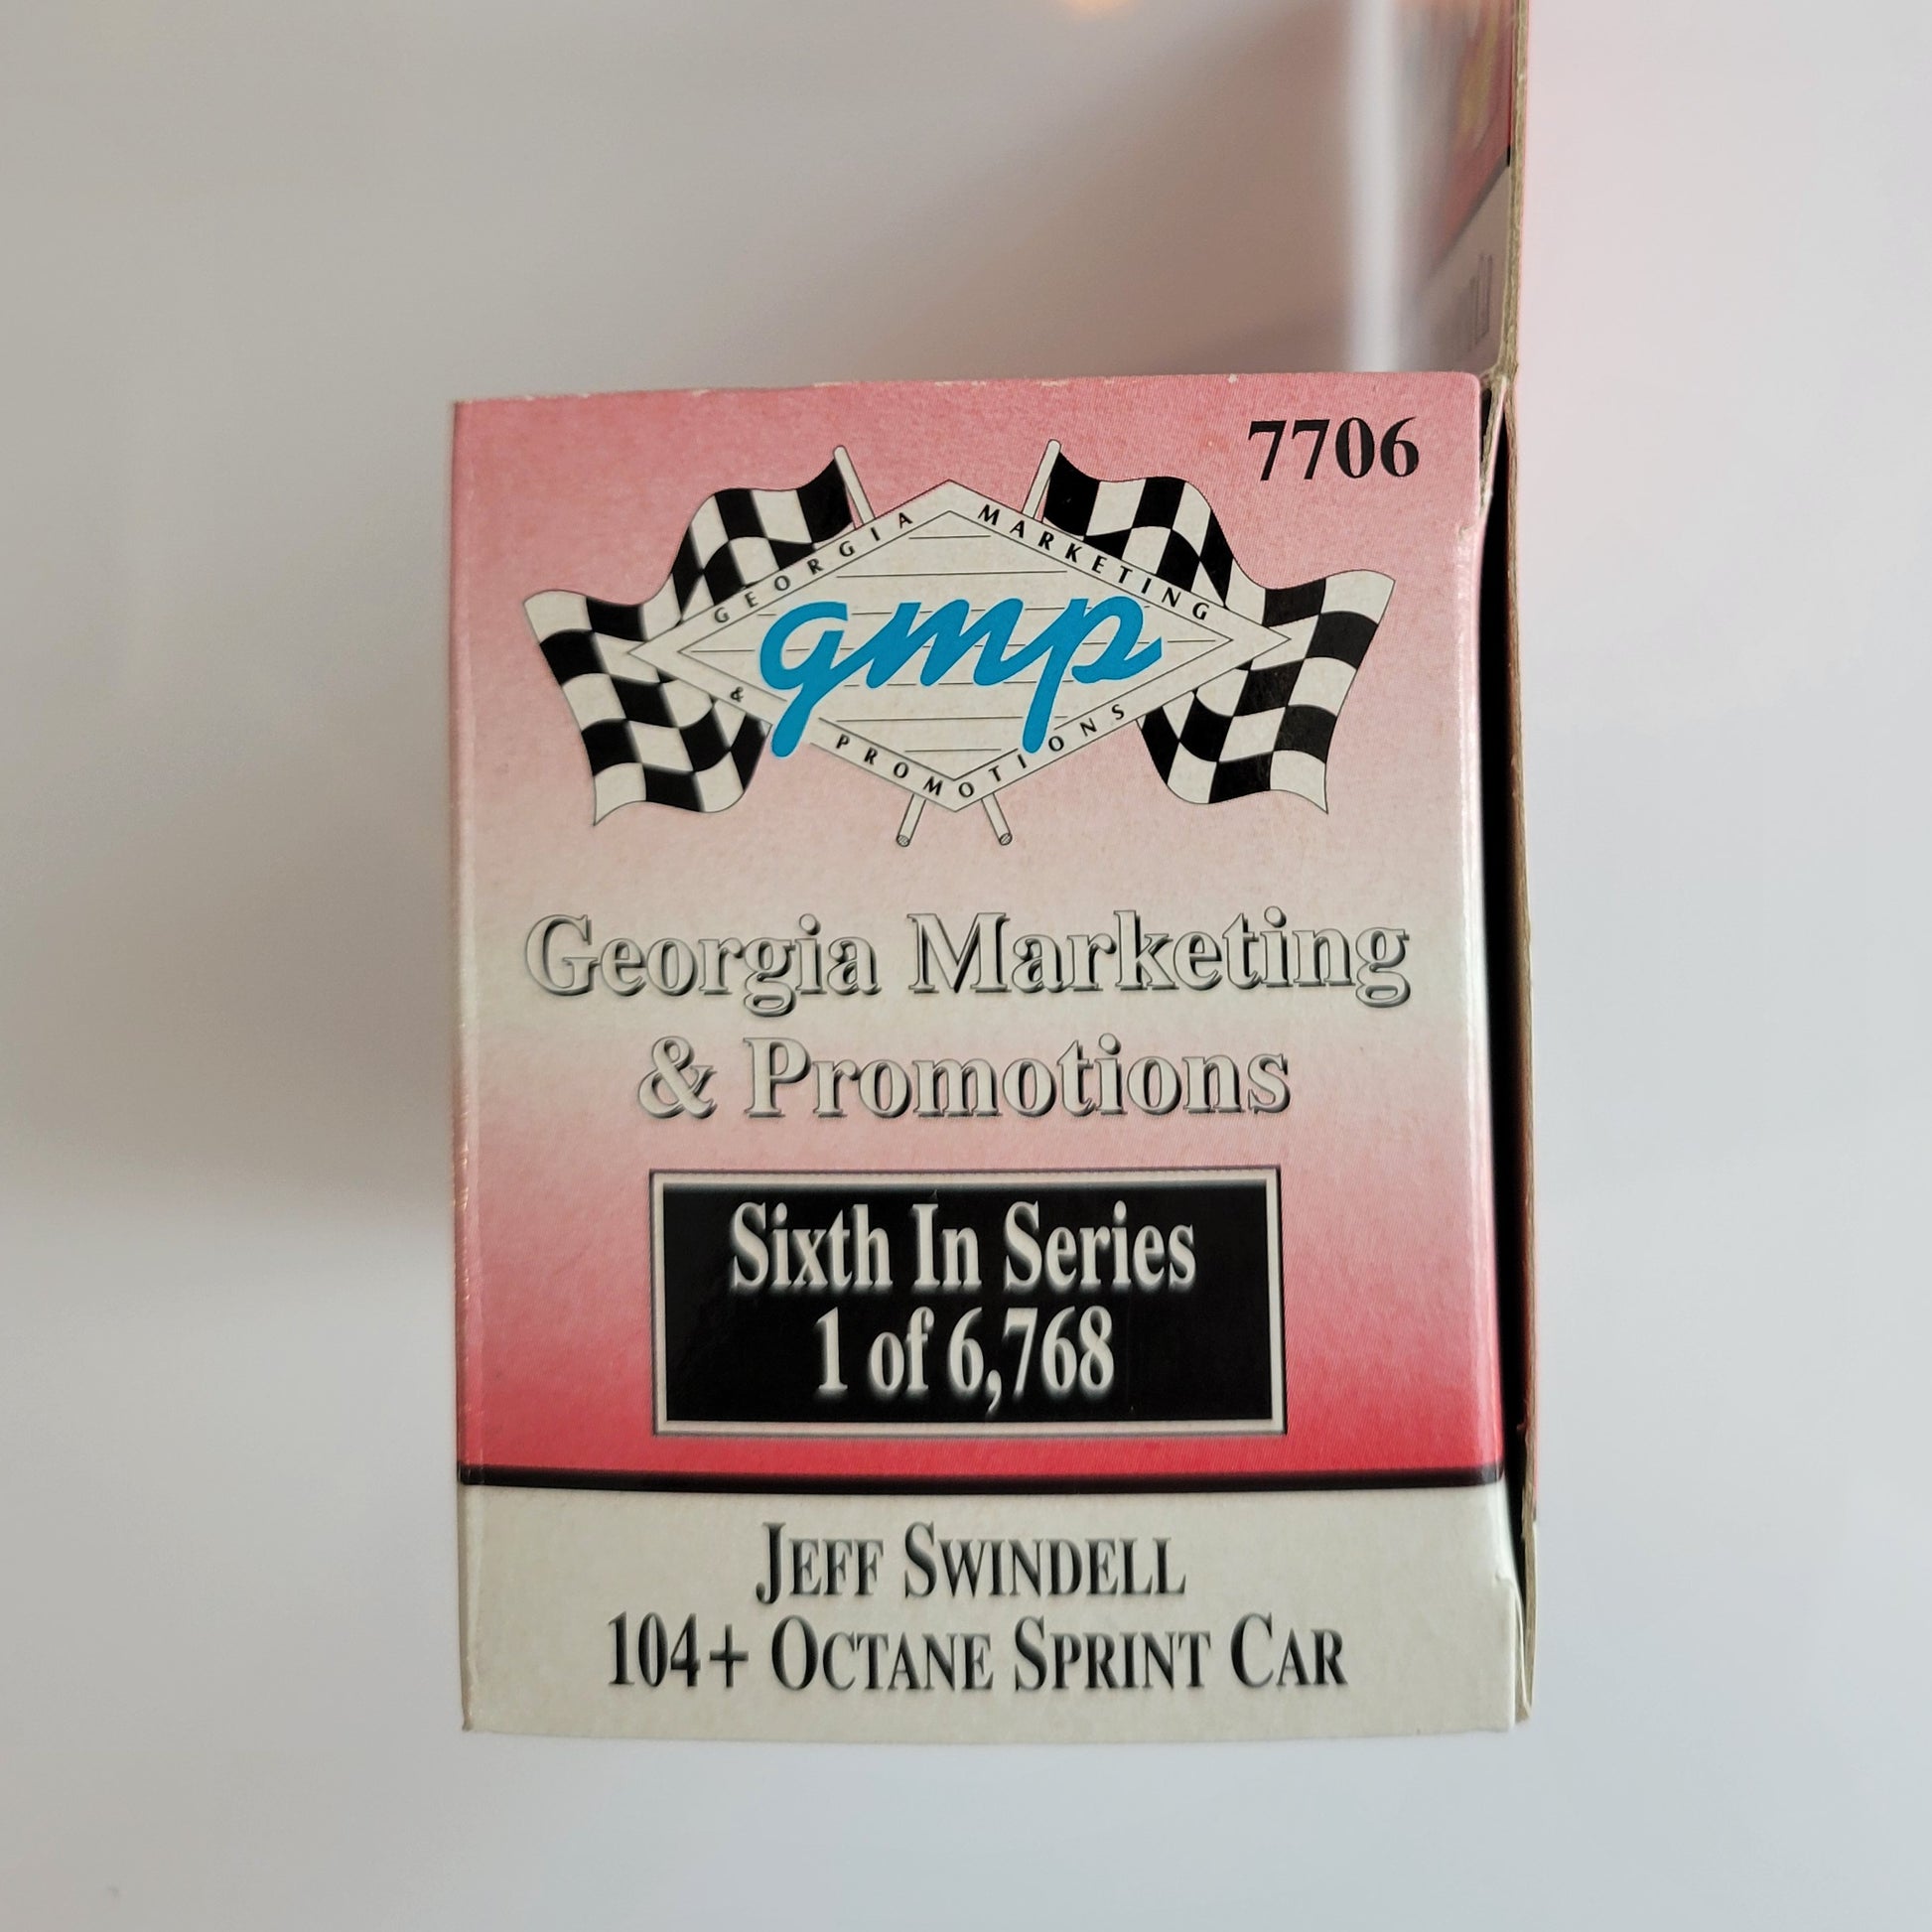 7706
GEORGIA MARKETING
gmp
& PROMOTIONS
Georgia Marketing
& Promotions
Sixth In Series
1 of 6,768
JEFF SWINDELL
104+ OCTANE SPRINT CAR